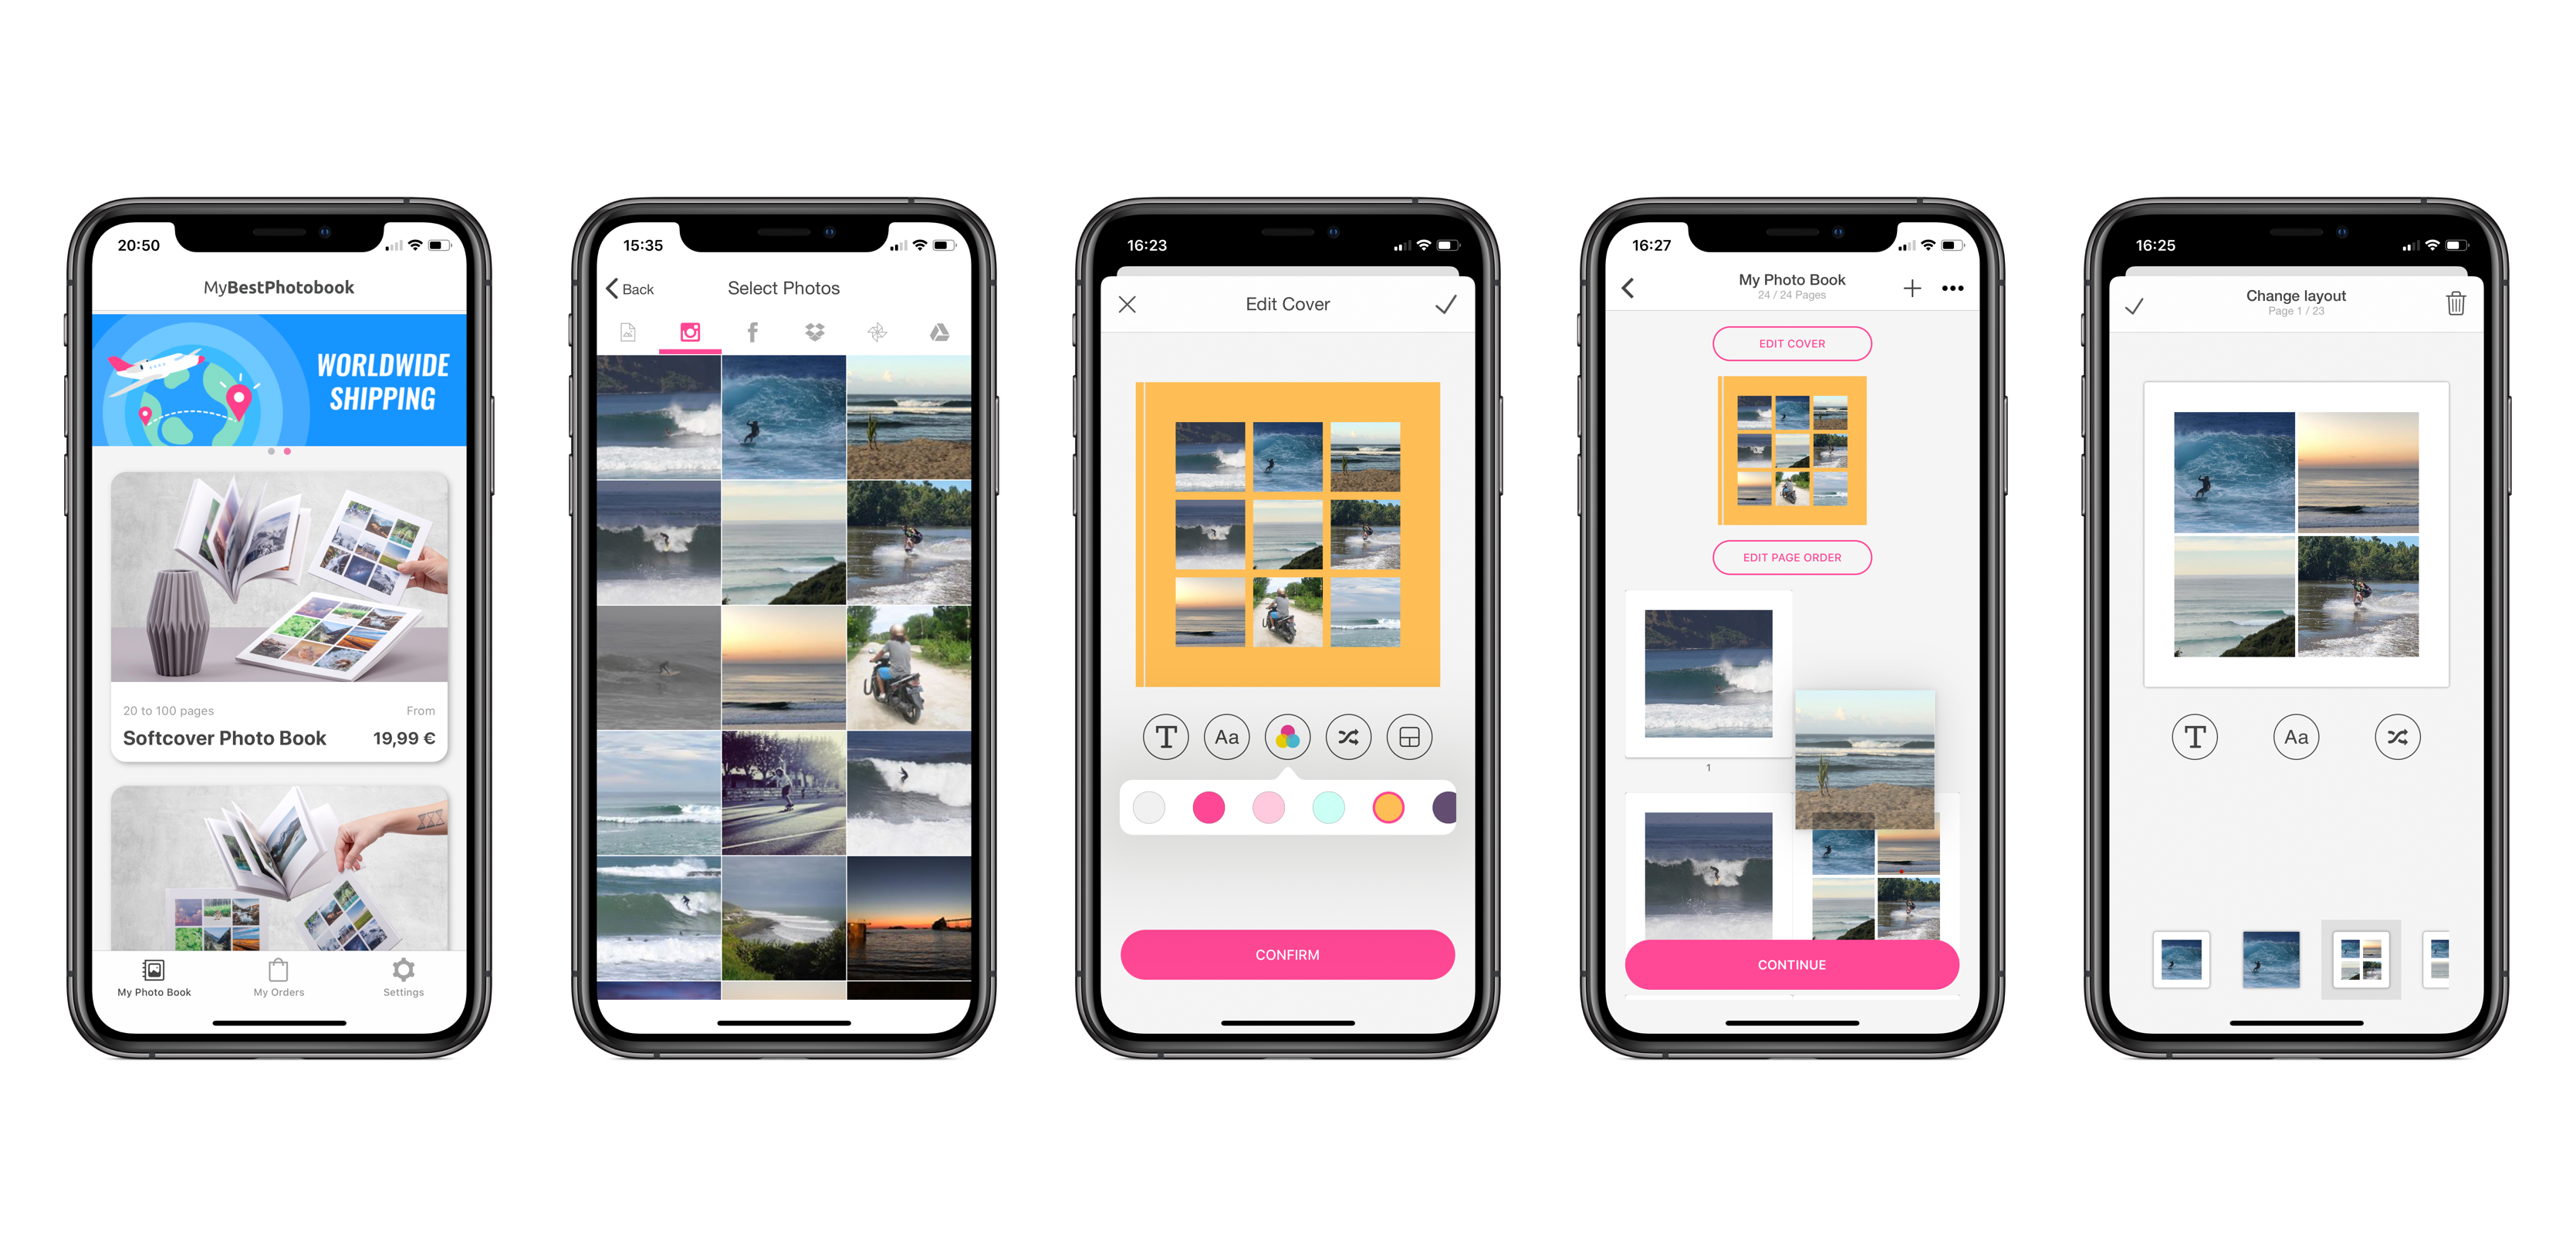 20:50
MyBESTPhotobook
WORLDWIDE
SHIPPING
20 to 100 pages
From
Softcover Photo Book
19,99 €
My Photo Book
My Orders
Settings
15:35
Back
Select Photos
16:23
Edit Cover
T
Aa
CONFIRM
16:27
My Photo Book
24 / 24 Pages
EDIT COVER
EDIT PAGE ORDER
1
CONTINUE
16:25
Change layout
Page 1 / 23
T
Aa